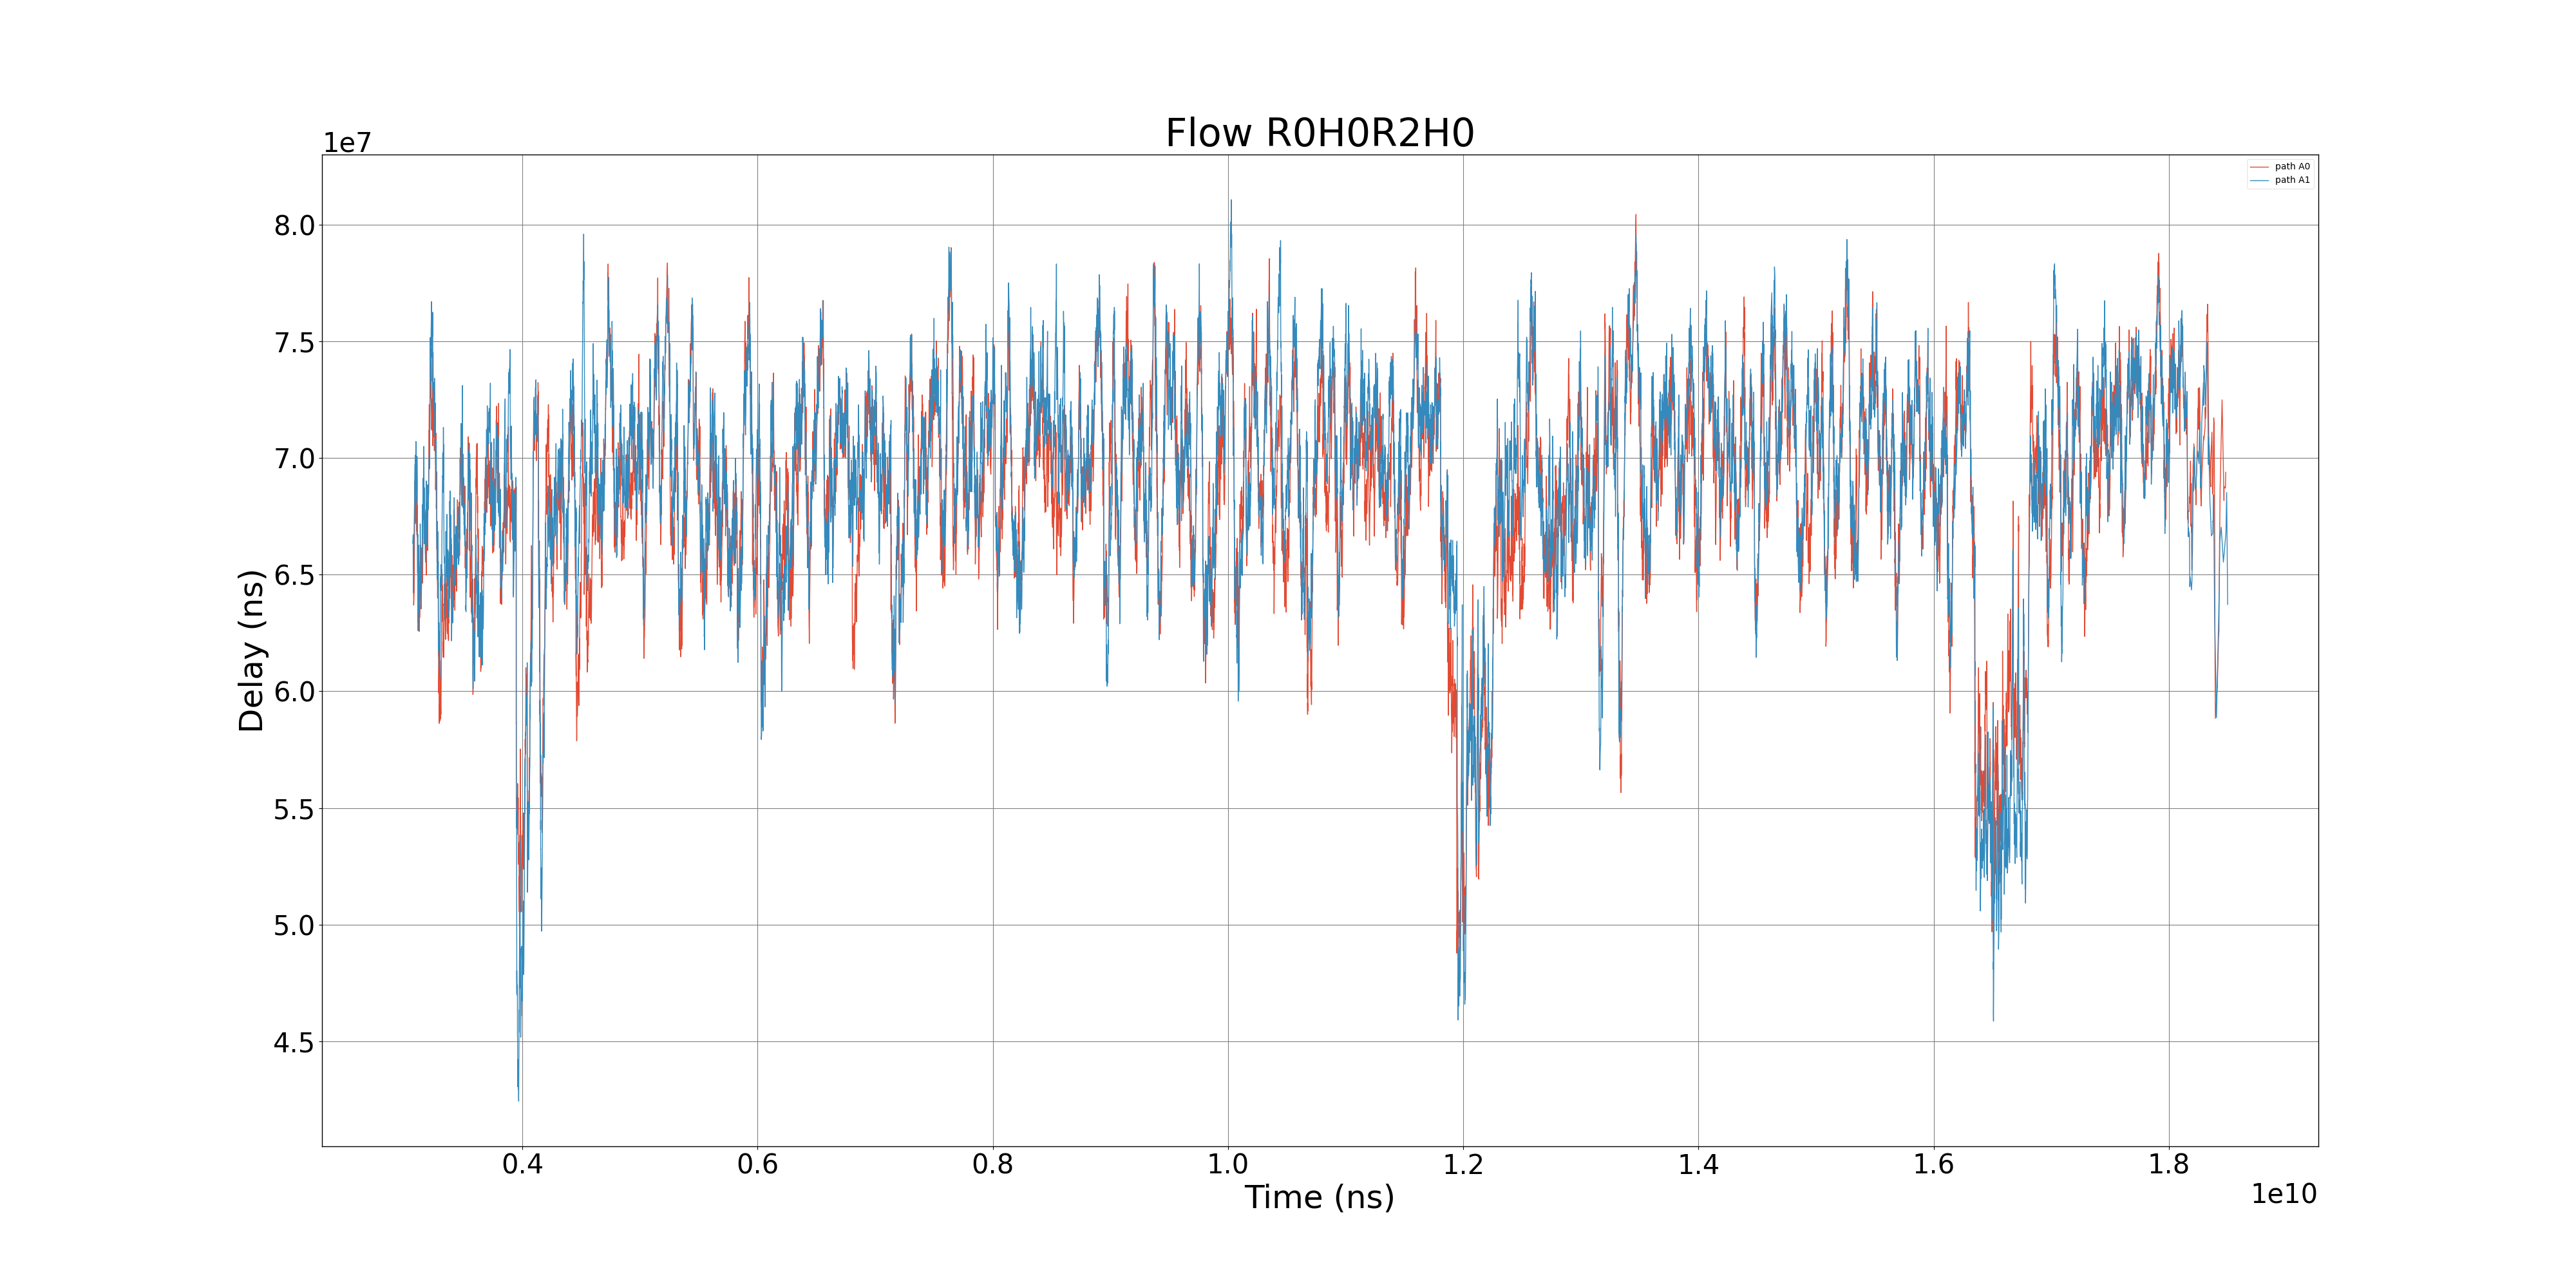 Flow R0H0R2H0
1e7
path A0
path A1
8.0
7.5
7.0
6.5
6.0
5.5
5.0
4.5
Delay (ns)
0.4 0.6 0.8 1.0 1.2 1.4 1.6 1.8
Time (ns)
1e10